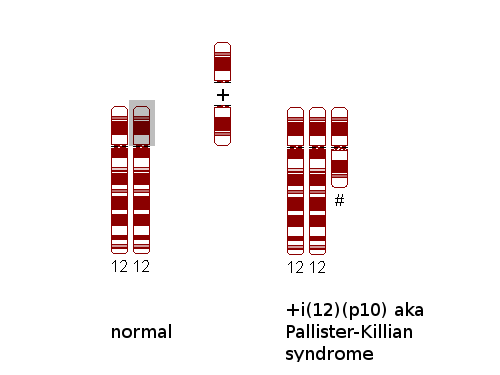 +
#
12 12
12 12
normal
+i(12)(p10) aka
Pallister-Killian
syndrome